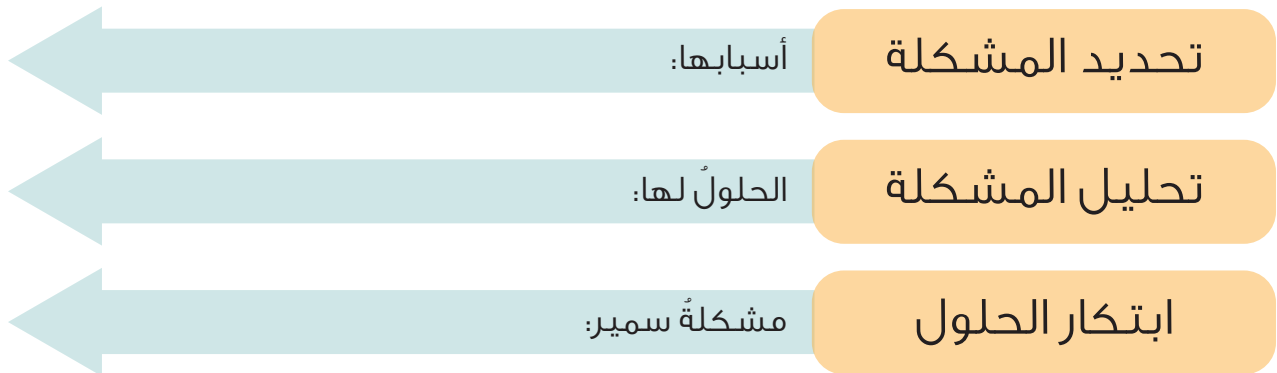 تحديد المشكلة أسبابها:
تحليل المشكلة الحلولُ لها:
ابتكار الحلول مشكلةُ سمير: